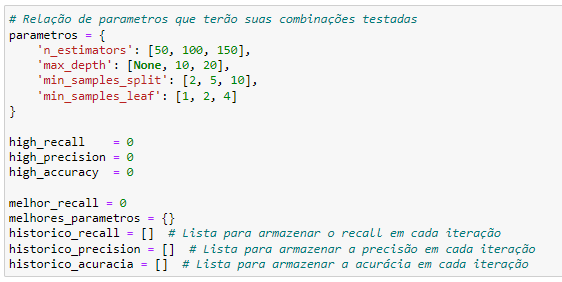 # Relação de parametros que terão suas combinações testadas
parametros = {
    'n_estimators': [50, 100, 150],
    'max_depth': [None, 10, 20],
    'min_samples_split': [2, 5, 10],
    'min_samples_leaf': [1, 2, 4]
}

high_recall    = 0
high_precision = 0
high_accuracy  = 0

melhor_recall = 0
melhores_parametros = {}
historico_recall = []  # Lista para armazenar o recall em cada iteração
historico_precision = []  # Lista para armazenar a precisão em cada iteração
historico_acuracia = []  # Lista para armazenar a acurácia em cada iteração